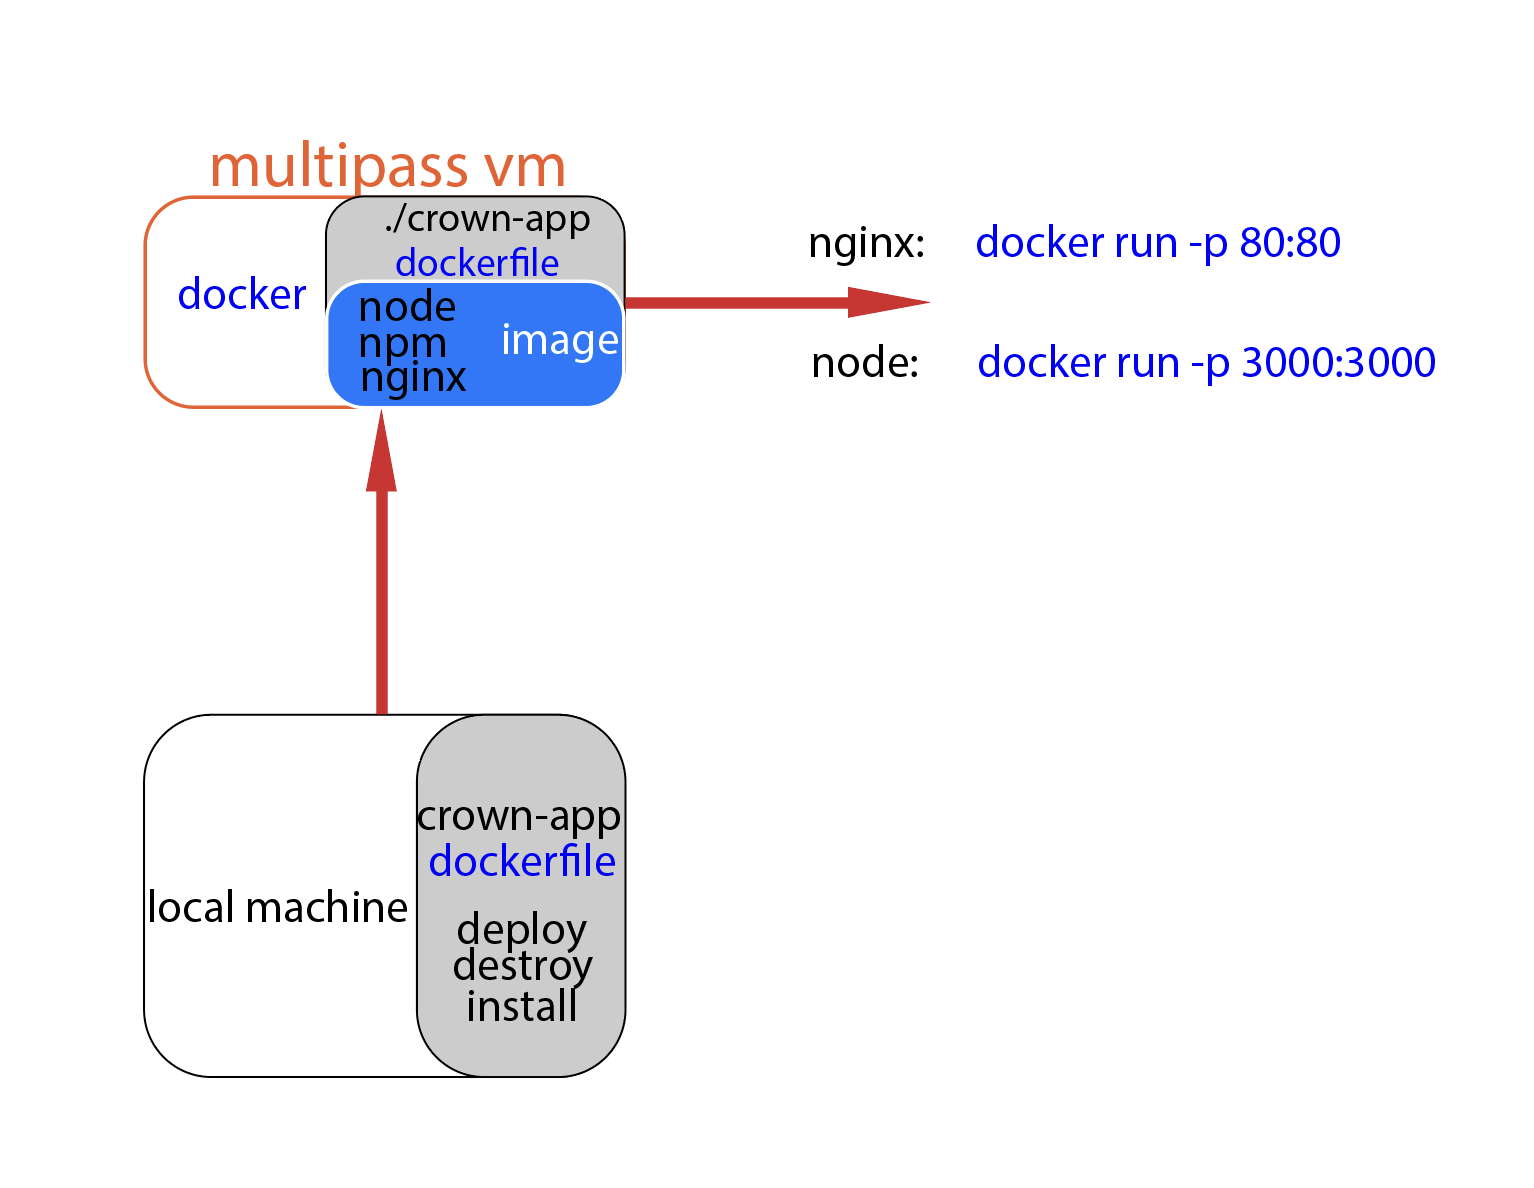 multipass vm
./crown-app
dockerfile
docker
node
npm
nginx
image
nginx: docker run -p 80:80
node: docker run -p 3000:3000
local machine
crown-app
dockerfile
deploy
destroy
install